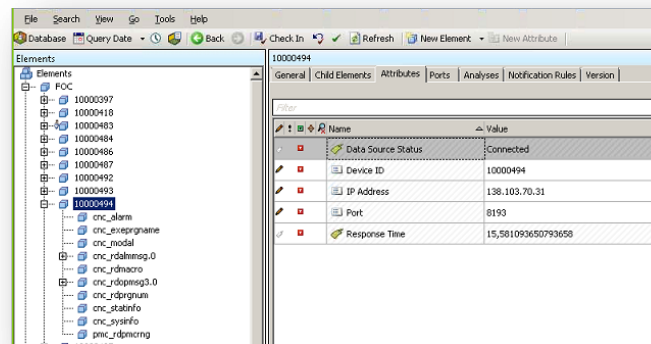 File Search View Go Tools Help
Database Query Date Back Check In Refresh New Element New Attribute
Elements
Elements
FOC
10000397
10000418
10000483
10000484
10000486
10000487
10000492
10000493
10000494
cnc_alarm
cnc_exeprgname
cnc_modal
cnc_rdalmmsg.0
cnc_rdmacro
cnc_rdopmsg3.0
cnc_rdprgnum
cnc_statinfo
cnc_sysinfo
pmc_rdpmcrng
10000494
General Child Elements Attributes Ports Analyses Notification Rules Version
Filter
Name Value
Data Source Status Connected
Device ID 10000494
IP Address 138.103.70.31
Port 8193
Response Time 15,581093650793658